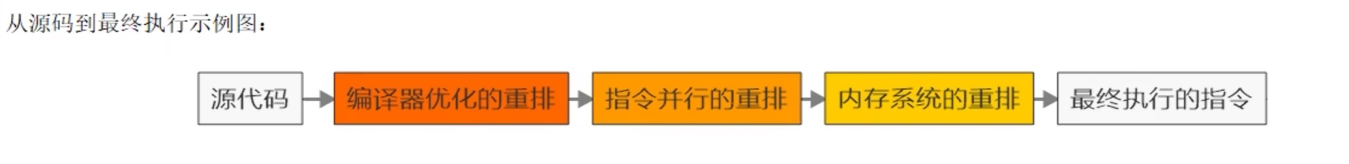 从源码到最终执行示例图：
源代码
编译器优化的重排
指令并行的重排
内存系统的重排
最终执行的指令